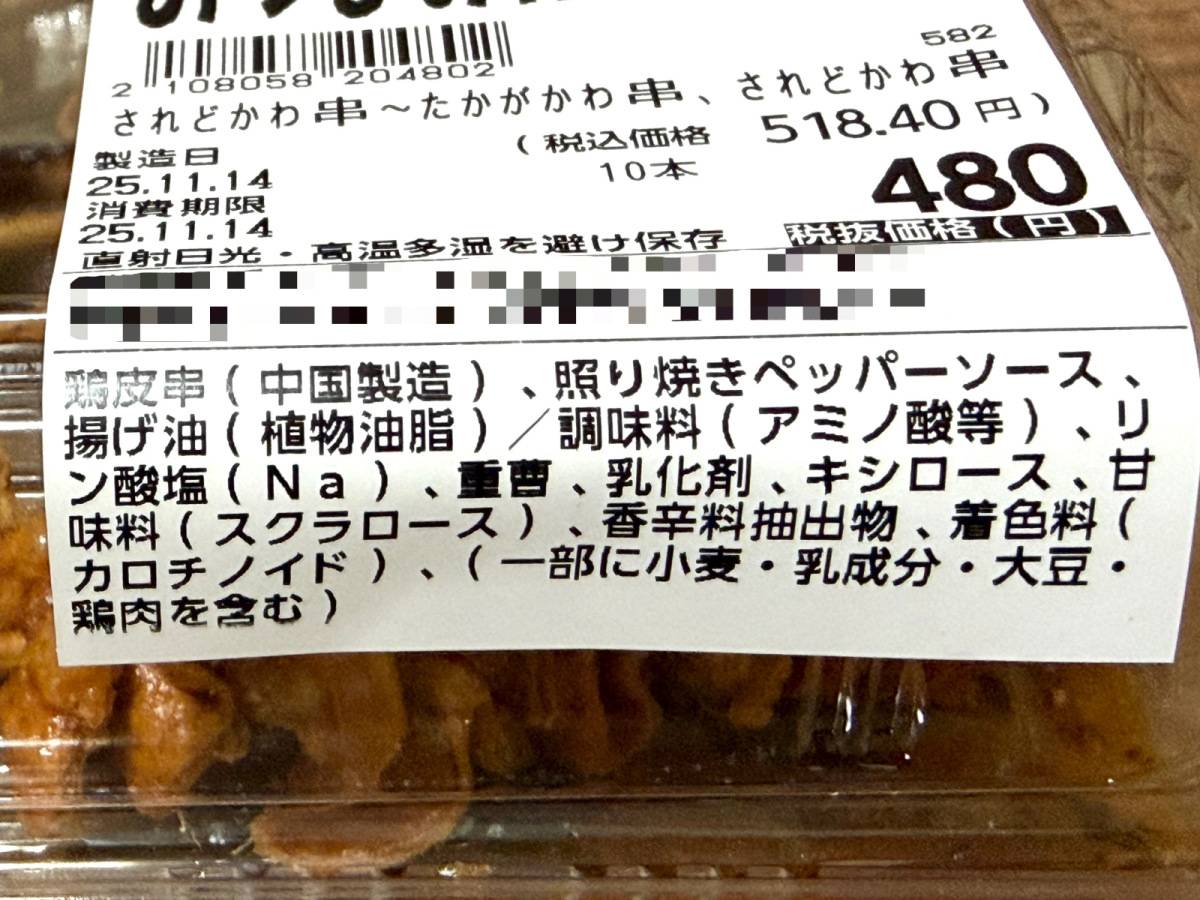 2 108058 204802
582
されどかわ串~たかがかわ串、されどかわ串
(税込価格 518.40円)
製造日
25.11.14
10本
480
消費期限
25.11.14
税抜価格(円)
直射日光・高温多湿を避け保存
鶏皮串(中国製造)、照り焼きペッパーソース、
揚げ油(植物油脂)/調味料(アミノ酸等)、リ
ン酸塩(Na)、重曹、乳化剤、キシロース、甘
味料(スクラロース)、香辛料抽出物、着色料(
カロチノイド)、(一部に小麦・乳成分・大豆・
鶏肉を含む)